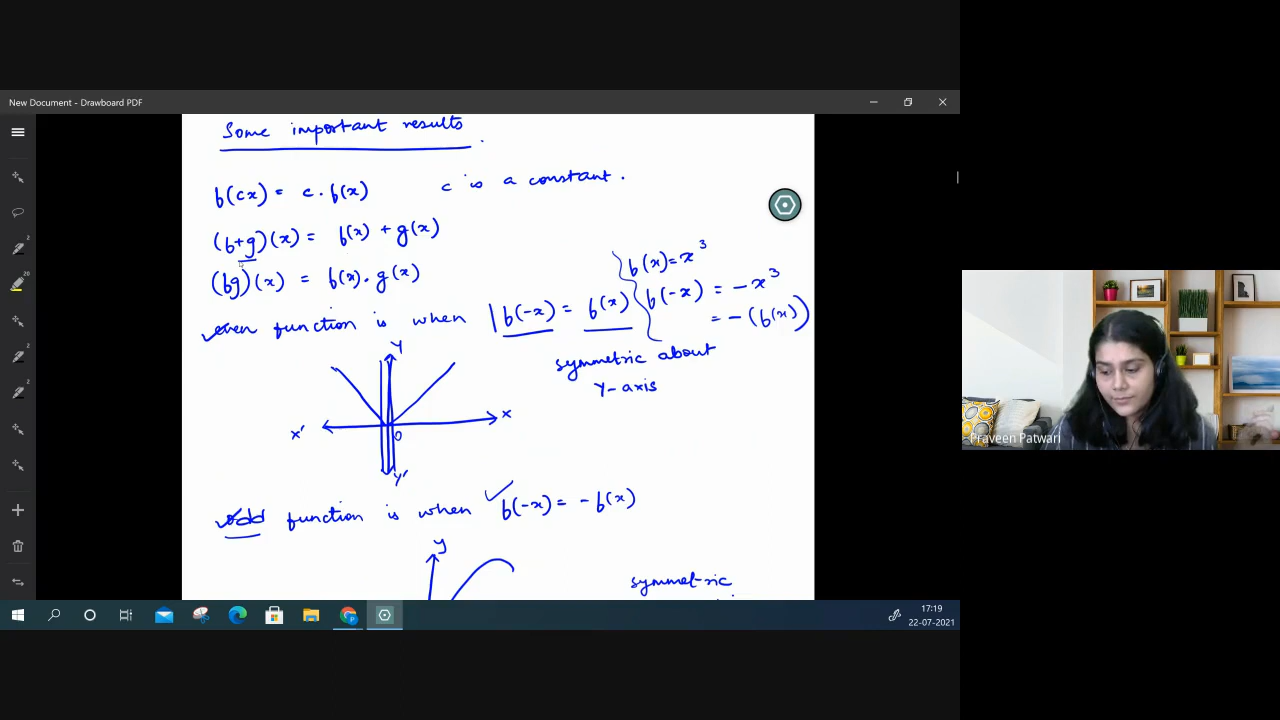 New Document - Drawboard PDF
Some important results.
f(cx) = c. f(x) c is a constant.
(f+g)(x) = f(x) + g(x)
(fg)(x) = f(x). g(x)
f(x) = x³
f(-x) = -x³
= -(f(x))
even function is when f(-x) = f(x)
symmetric about
Y-axis
Y
X' O X
Y'
Odd function is when f(-x) = - f(x)
y
symmetric
Praveen Patwari
17:19
22-07-2021